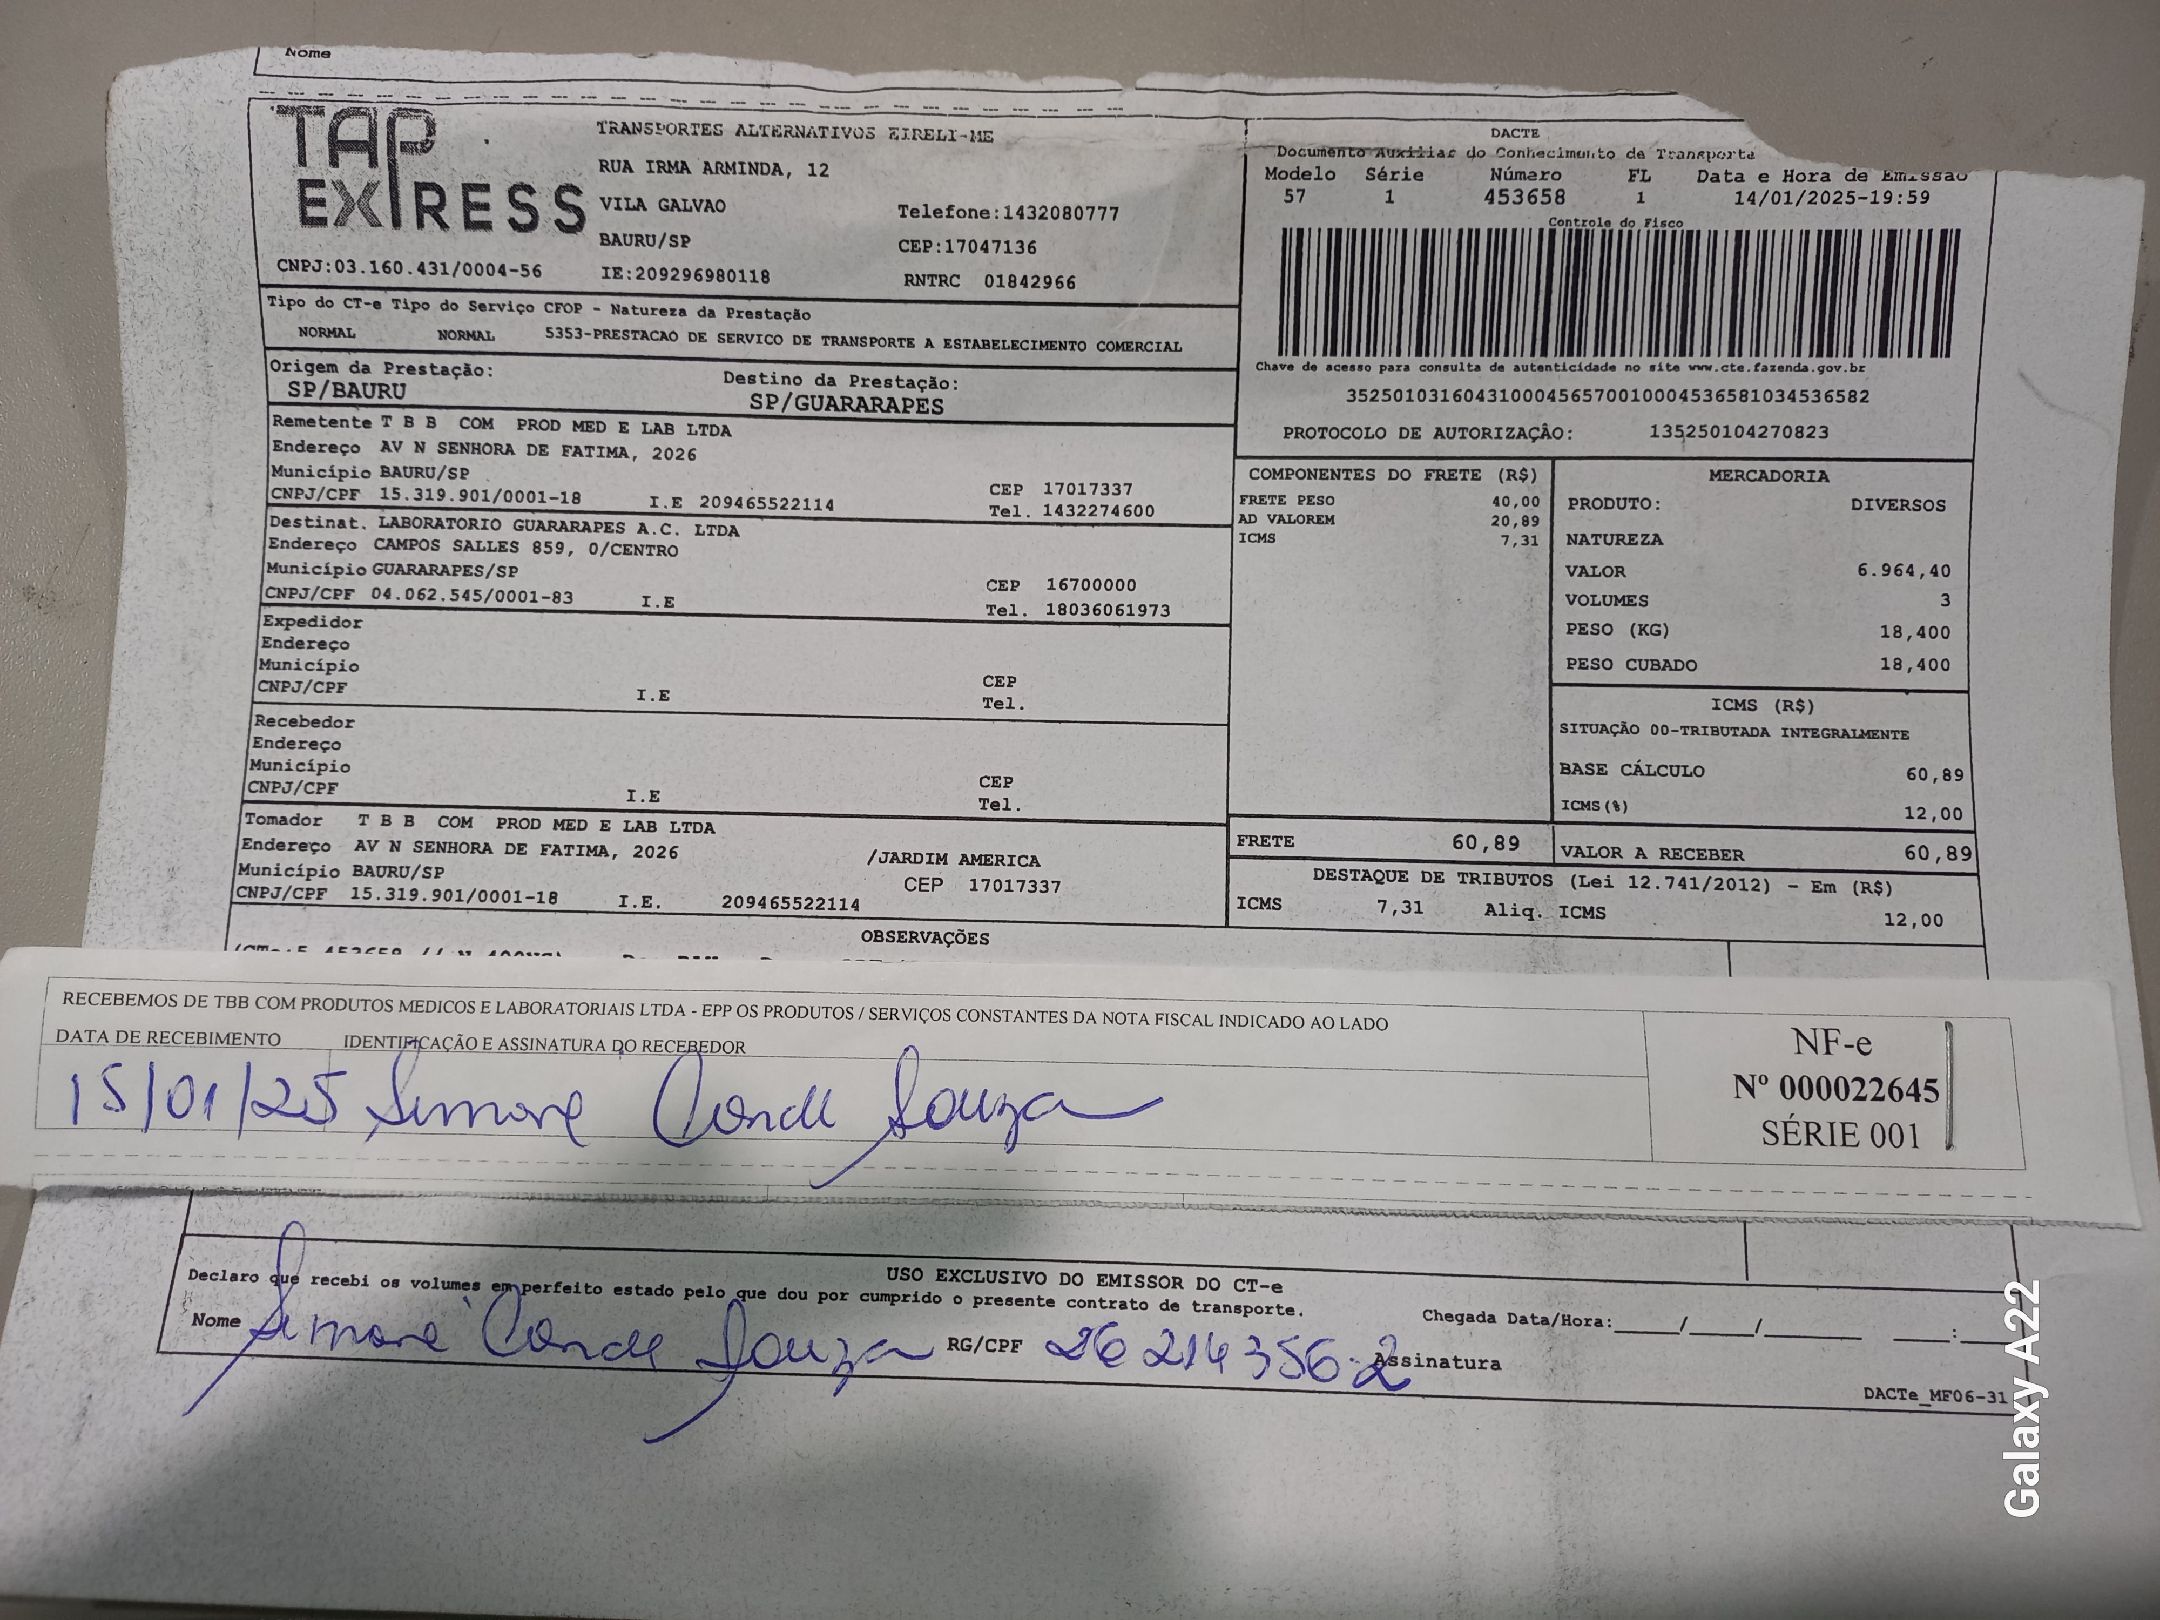 Nome
TAP EXPRESS
TRANSPORTES ALTERNATIVOS EIRELI-ME
RUA IRMA ARMINDA, 12
VILA GALVAO Telefone:1432080777
BAURU/SP CEP:17047136
CNPJ:03.160.431/0004-56 IE:209296980118 RNTRC 01842966
DACTE
Documento Auxiliar do Conhecimento de Transporte
Modelo Série Número FL Data e Hora de Emissão
57 1 453658 1 14/01/2025-19:59
Controle do Fisco
Chave de acesso para consulta de autenticidade no site www.cte.fazenda.gov.br
35250103160431000456570010004536581034536582
PROTOCOLO DE AUTORIZAÇÃO: 135250104270823
Tipo do CT-e Tipo do Serviço CFOP - Natureza da Prestação
NORMAL NORMAL 5353-PRESTACAO DE SERVICO DE TRANSPORTE A ESTABELECIMENTO COMERCIAL
Origem da Prestação: Destino da Prestação:
SP/BAURU SP/GUARARAPES
Remetente T B B COM PROD MED E LAB LTDA
Endereço AV N SENHORA DE FATIMA, 2026
Município BAURU/SP CEP 17017337
CNPJ/CPF 15.319.901/0001-18 I.E 209465522114 Tel. 1432274600
Destinat. LABORATORIO GUARARAPES A.C. LTDA
Endereço CAMPOS SALLES 859, 0/CENTRO
Município GUARARAPES/SP CEP 16700000
CNPJ/CPF 04.062.545/0001-83 I.E Tel. 18036061973
Expedidor
Endereço
Município CEP
CNPJ/CPF I.E Tel.
Recebedor
Endereço
Município CEP
CNPJ/CPF I.E Tel.
Tomador T B B COM PROD MED E LAB LTDA
Endereço AV N SENHORA DE FATIMA, 2026 /JARDIM AMERICA
Município BAURU/SP CEP 17017337
CNPJ/CPF 15.319.901/0001-18 I.E. 209465522114
COMPONENTES DO FRETE (R$)
FRETE PESO 40,00
AD VALOREM 20,89
ICMS 7,31
MERCADORIA
PRODUTO: DIVERSOS
NATUREZA
VALOR 6.964,40
VOLUMES 3
PESO (KG) 18,400
PESO CUBADO 18,400
ICMS (R$)
SITUAÇÃO 00-TRIBUTADA INTEGRALMENTE
BASE CÁLCULO 60,89
ICMS(%) 12,00
FRETE 60,89 VALOR A RECEBER 60,89
DESTAQUE DE TRIBUTOS (Lei 12.741/2012) - Em (R$)
ICMS 7,31 Aliq. ICMS 12,00
OBSERVAÇÕES
RECEBEMOS DE TBB COM PRODUTOS MEDICOS E LABORATORIAIS LTDA - EPP OS PRODUTOS / SERVIÇOS CONSTANTES DA NOTA FISCAL INDICADO AO LADO
DATA DE RECEBIMENTO IDENTIFICAÇÃO E ASSINATURA DO RECEBEDOR
15/01/25 Simone Conde Souza
NF-e
Nº 000022645
SÉRIE 001
USO EXCLUSIVO DO EMISSOR DO CT-e
Declaro que recebi os volumes em perfeito estado pelo que dou por cumprido o presente contrato de transporte.
Chegada Data/Hora:____/____/______ ____:____
Nome Simone Conde Souza RG/CPF 26 214356-2 Assinatura
DACTe_MF06-31
Galaxy A22